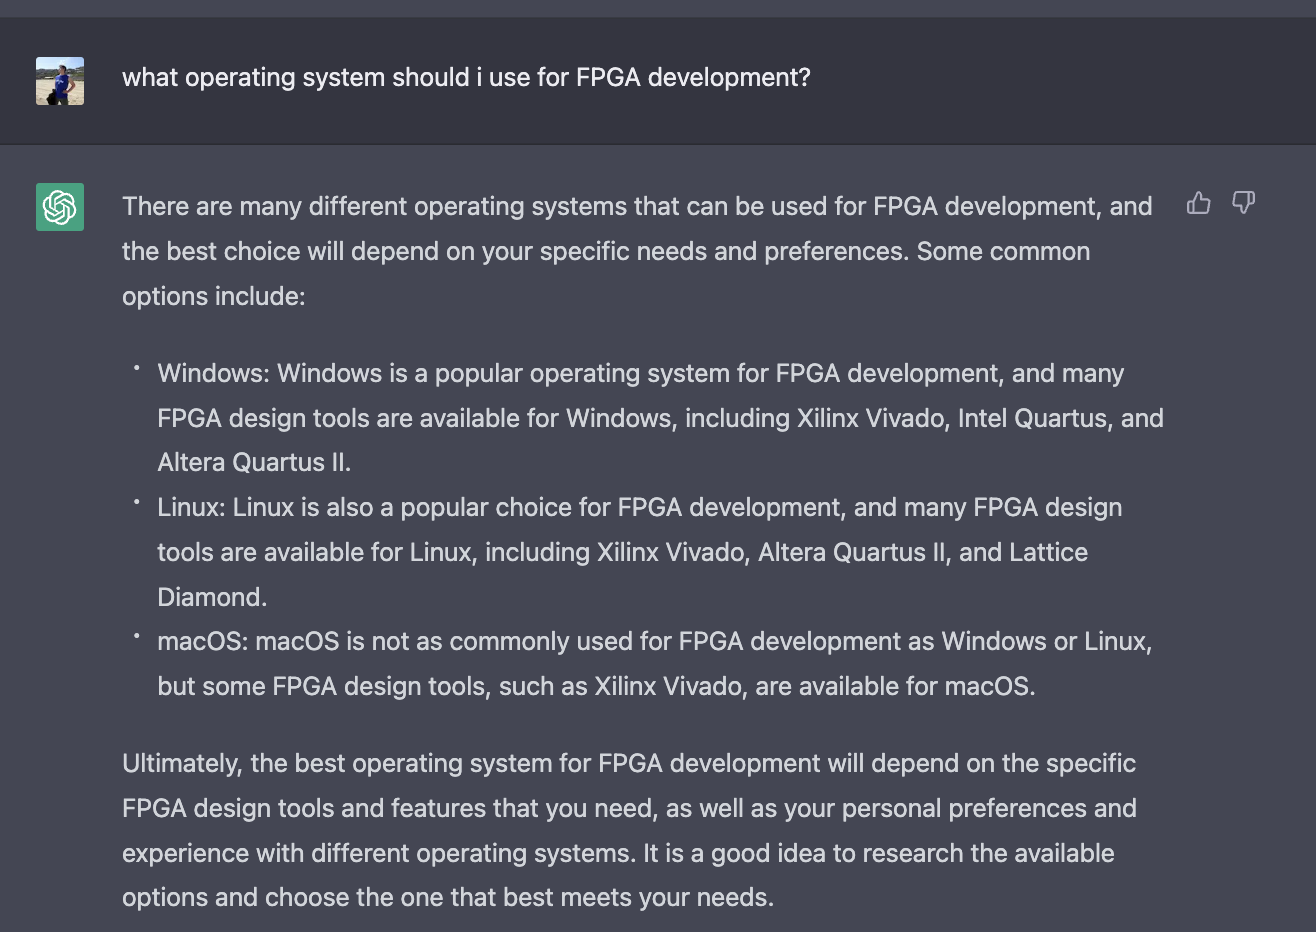 what operating system should i use for FPGA development?
There are many different operating systems that can be used for FPGA development, and
the best choice will depend on your specific needs and preferences. Some common
options include:
• Windows: Windows is a popular operating system for FPGA development, and many
FPGA design tools are available for Windows, including Xilinx Vivado, Intel Quartus, and
Altera Quartus II.
• Linux: Linux is also a popular choice for FPGA development, and many FPGA design
tools are available for Linux, including Xilinx Vivado, Altera Quartus II, and Lattice
Diamond.
• macOS: macOS is not as commonly used for FPGA development as Windows or Linux,
but some FPGA design tools, such as Xilinx Vivado, are available for macOS.
Ultimately, the best operating system for FPGA development will depend on the specific
FPGA design tools and features that you need, as well as your personal preferences and
experience with different operating systems. It is a good idea to research the available
options and choose the one that best meets your needs.